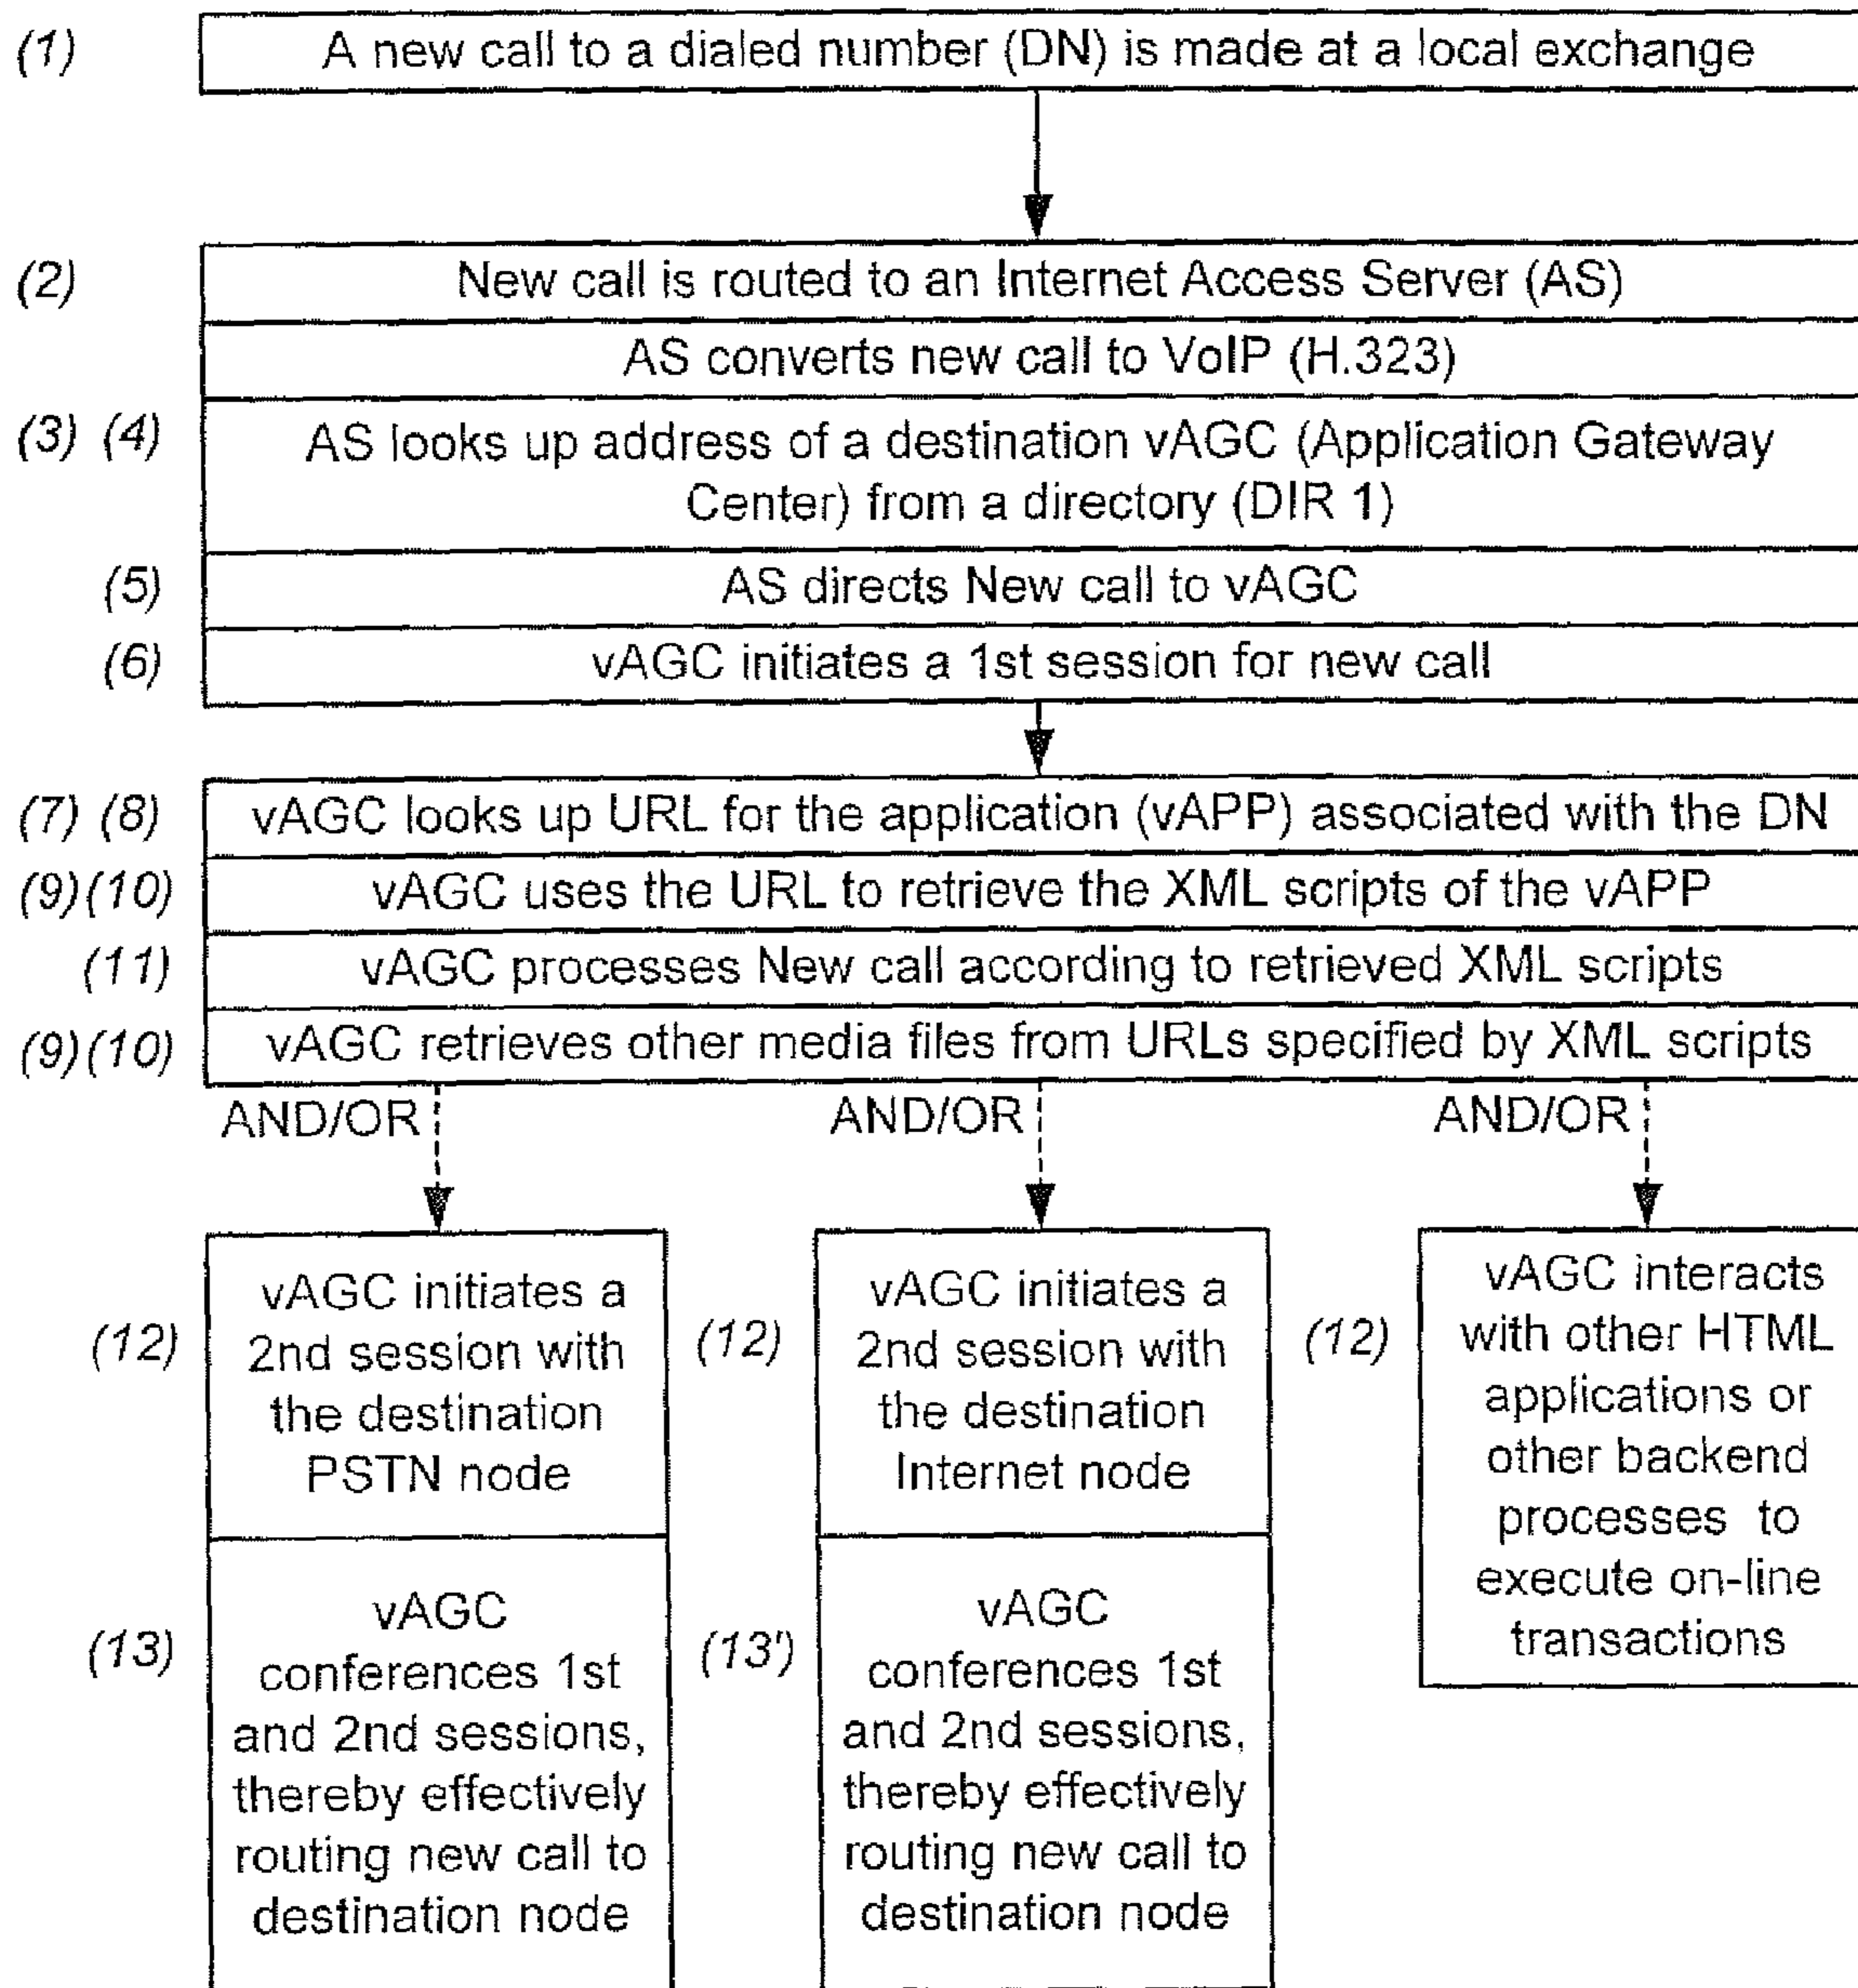 (1) A new call to a dialed number (DN) is made at a local exchange
(2) New call is routed to an Internet Access Server (AS)
AS converts new call to VoIP (H.323)
(3) (4) AS looks up address of a destination vAGC (Application Gateway
Center) from a directory (DIR 1)
(5) AS directs New call to vAGC
(6) vAGC initiates a 1st session for new call
(7) (8) vAGC looks up URL for the application (vAPP) associated with the DN
(9)(10) vAGC uses the URL to retrieve the XML scripts of the vAPP
(11) vAGC processes New call according to retrieved XML scripts
(9)(10) vAGC retrieves other media files from URLs specified by XML scripts
AND/OR
AND/OR
AND/OR
(12)
vAGC initiates a
2nd session with
the destination
PSTN node
(13)
vAGC
conferences 1st
and 2nd sessions,
thereby effectively
routing new call to
destination node
(12)
vAGC initiates a
2nd session with
the destination
Internet node
(13')
vAGC
conferences 1st
and 2nd sessions,
thereby effectively
routing new call to
destination node
(12)
vAGC interacts
with other HTML
applications or
other backend
processes to
execute on-line
transactions